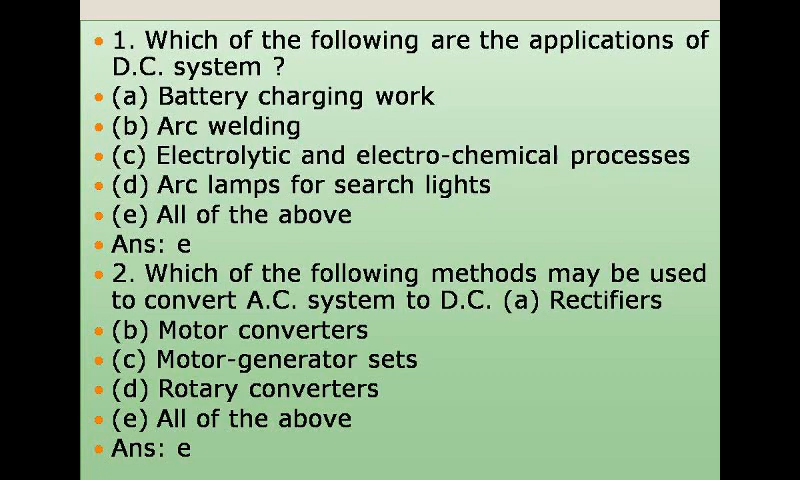 • 1. Which of the following are the applications of
D.C. system ?
• (a) Battery charging work
• (b) Arc welding
• (c) Electrolytic and electro-chemical processes
• (d) Arc lamps for search lights
• (e) All of the above
• Ans: e
• 2. Which of the following methods may be used
to convert A.C. system to D.C. (a) Rectifiers
• (b) Motor converters
• (c) Motor-generator sets
• (d) Rotary converters
• (e) All of the above
• Ans: e